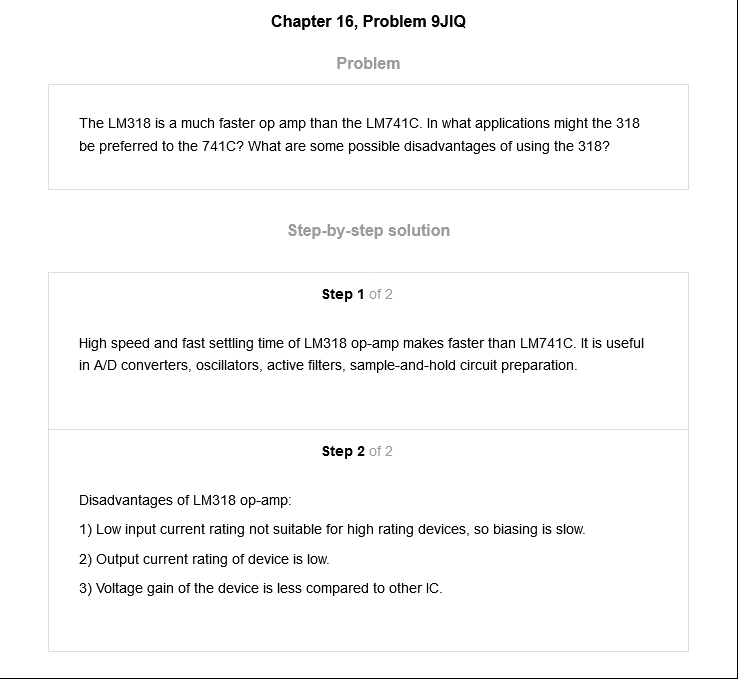 Chapter 16, Problem 9JIQ
Problem
The LM318 is a much faster op amp than the LM741C. In what applications might the 318
be preferred to the 741C? What are some possible disadvantages of using the 318?
Step-by-step solution
Step 1 of 2
High speed and fast settling time of LM318 op-amp makes faster than LM741C. It is useful
in A/D converters, oscillators, active filters, sample-and-hold circuit preparation.
Step 2 of 2
Disadvantages of LM318 op-amp:
1) Low input current rating not suitable for high rating devices, so biasing is slow.
2) Output current rating of device is low.
3) Voltage gain of the device is less compared to other IC.